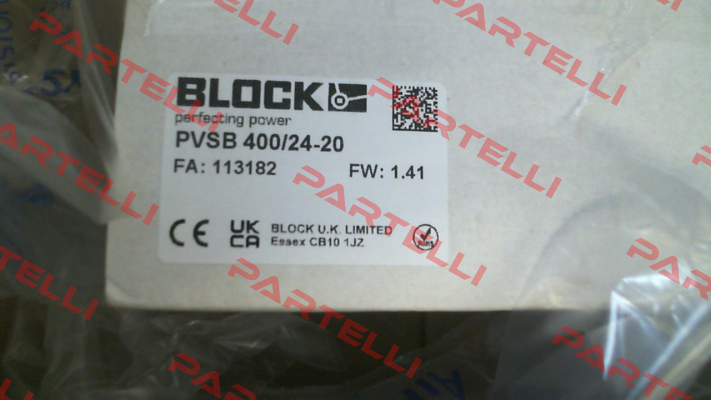 BLOCK
perfecting power
PVSB 400/24-20
FA: 113182 FW: 1.41
CE UK CA BLOCK U.K. LIMITED
Essex CB10 1JZ
RoHS
PARTELLI
PARTELLI
PARTELLI
PARTELLI
PARTELLI
PARTELLI
PARTELLI